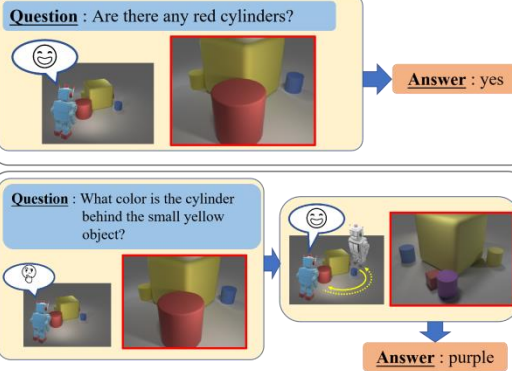 Question : Are there any red cylinders?
Answer : yes
Question : What color is the cylinder
behind the small yellow
object?
Answer : purple